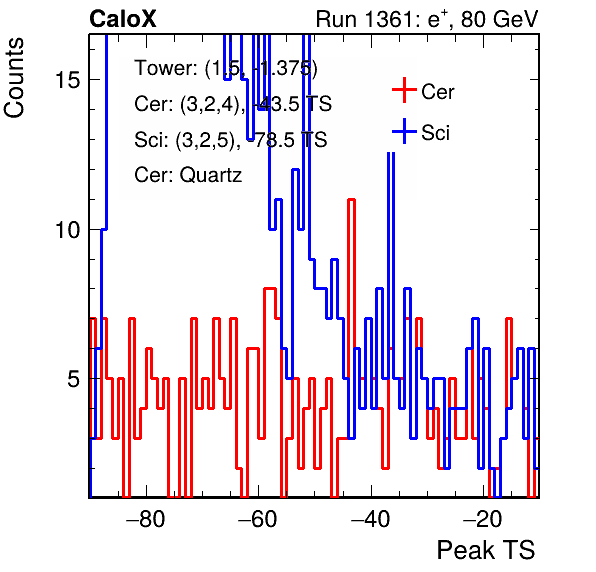 CaloX Run 1361: e⁺, 80 GeV
Counts
Tower: (1.5, -1.375)
Cer: (3,2,4), -43.5 TS
Sci: (3,2,5), -78.5 TS
Cer: Quartz
Cer
Sci
15
10
5
−80 −60 −40 −20
Peak TS